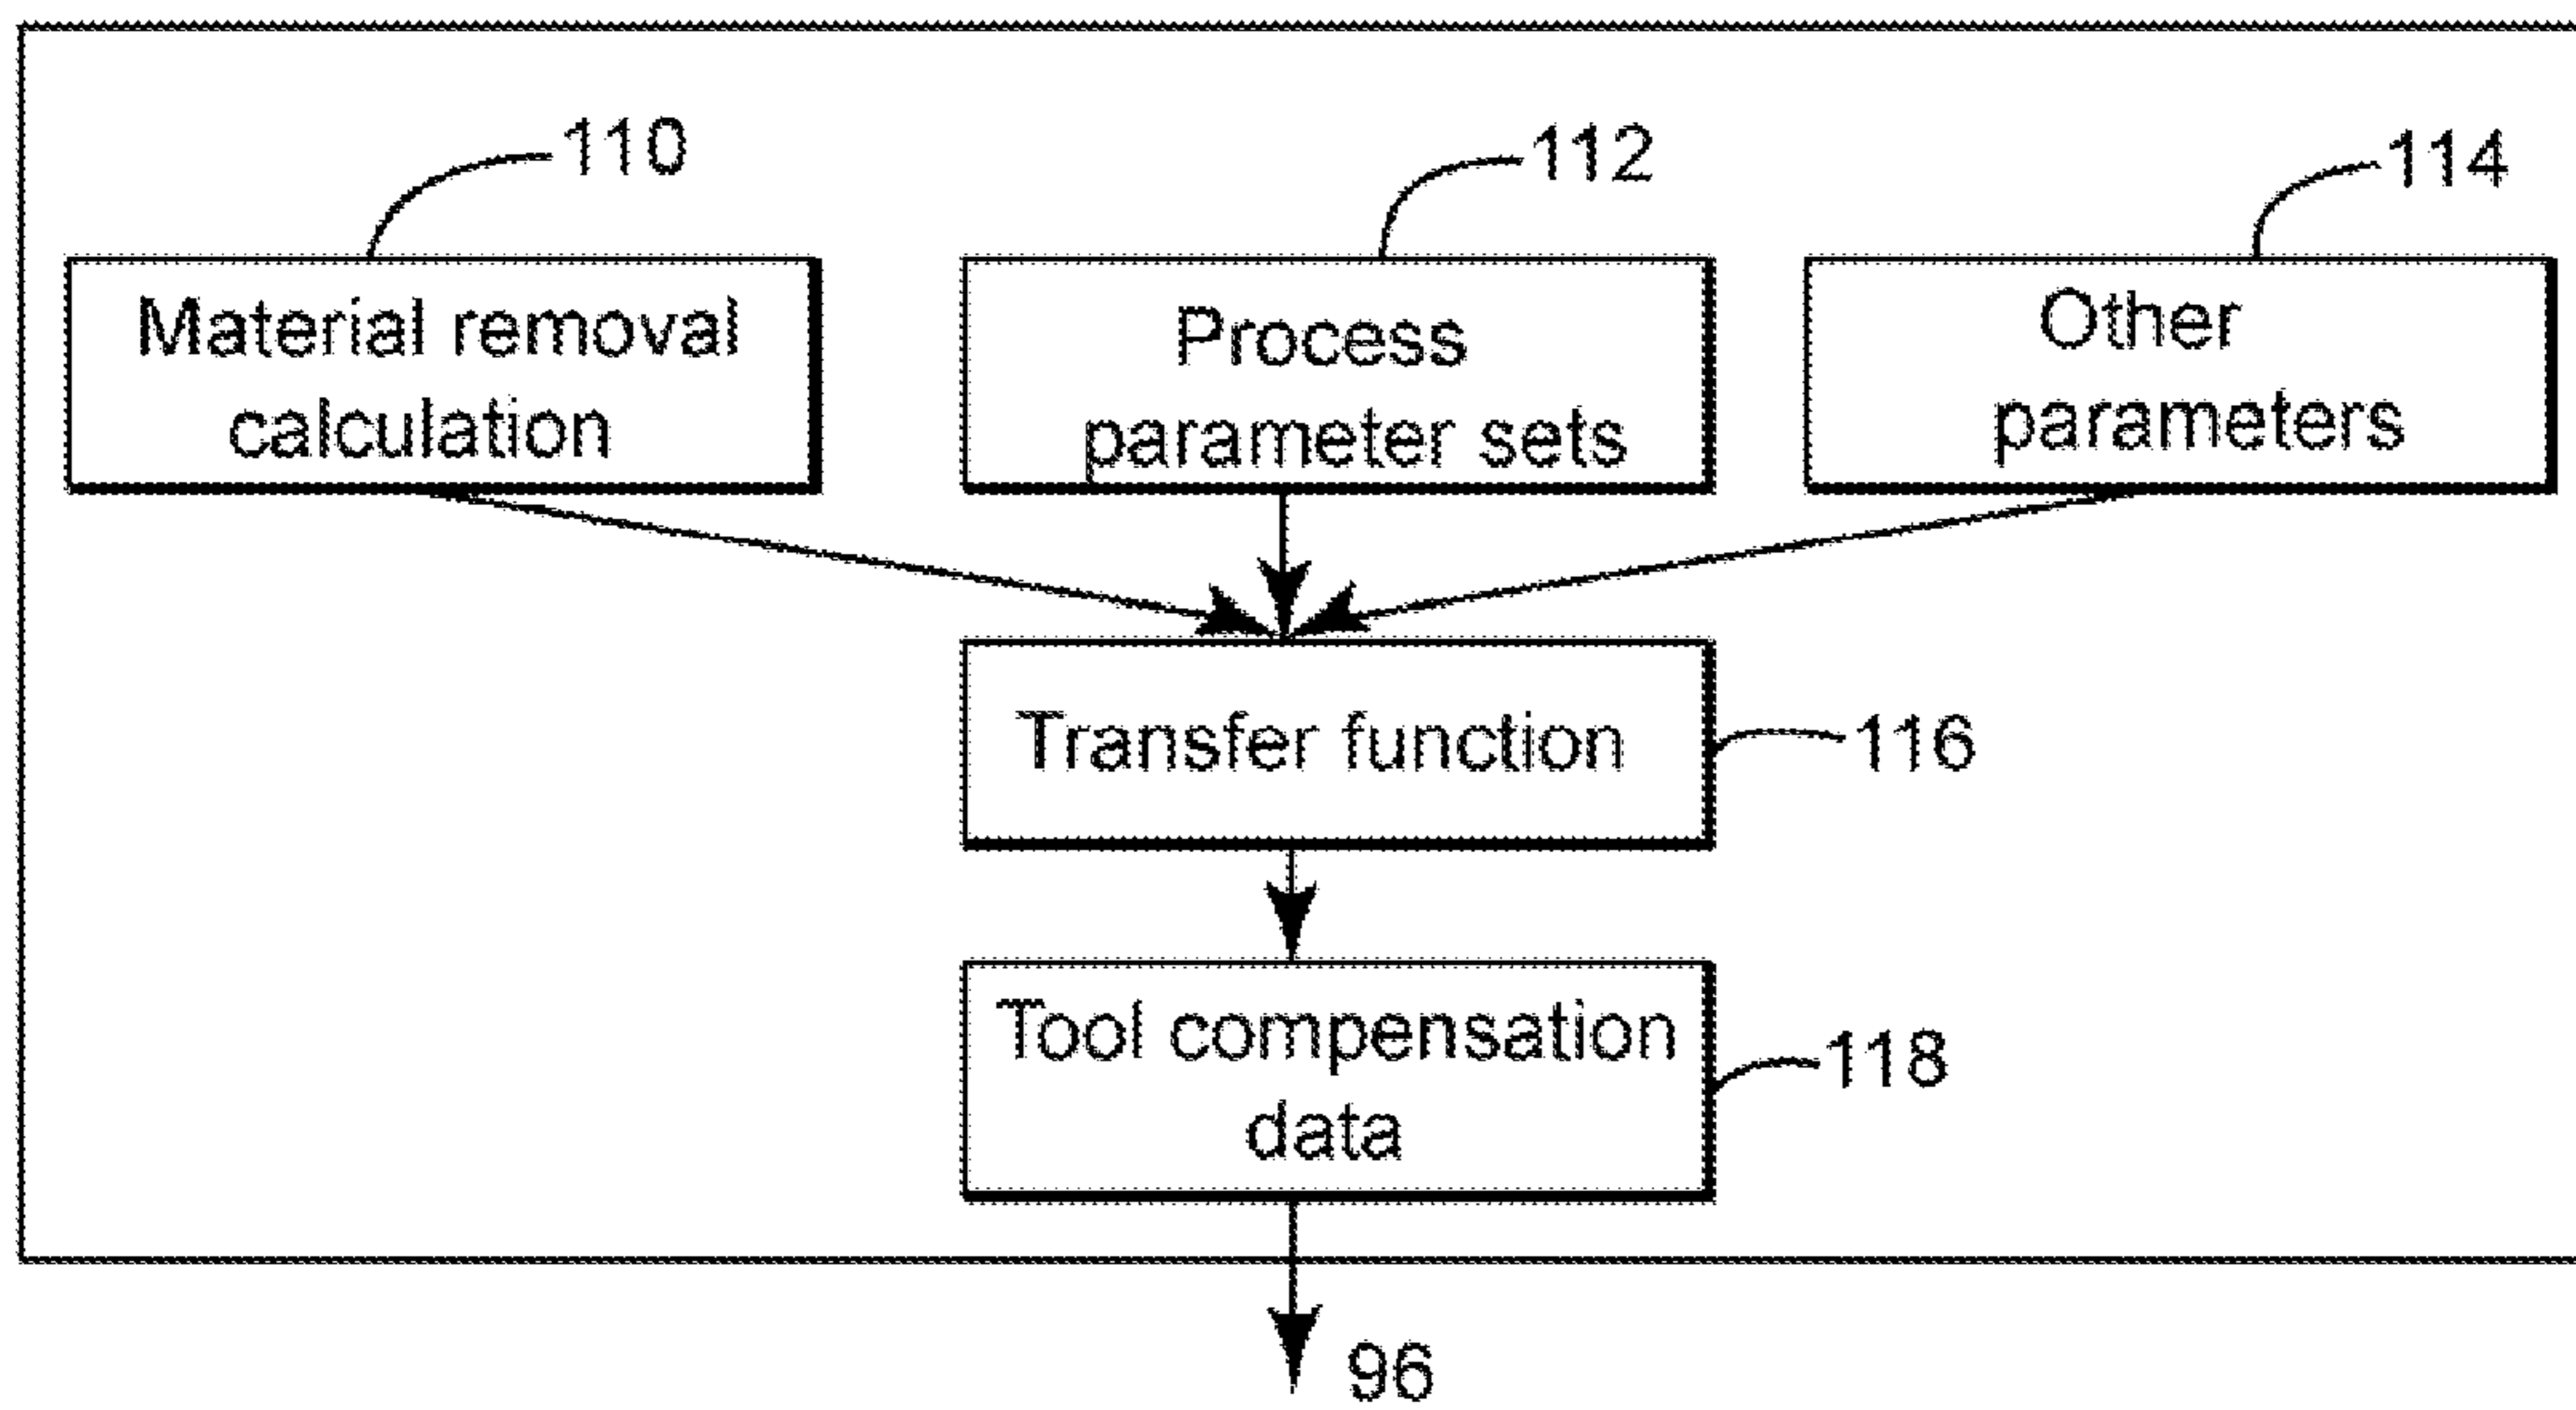 110
112
114
Material removal
calculation
Process
parameter sets
Other
parameters
Transfer function
116
Tool compensation
data
118
96